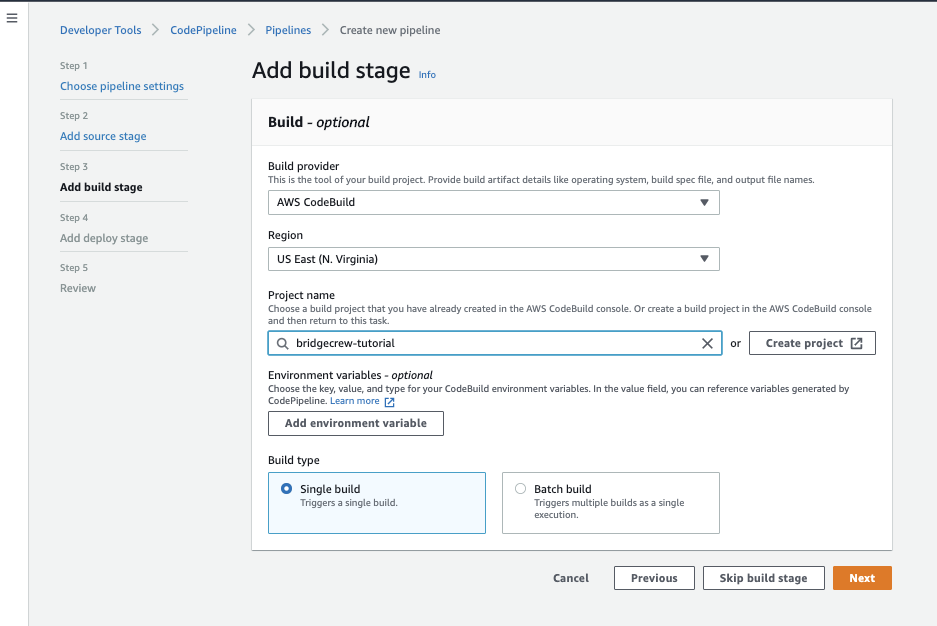 Developer Tools > CodePipeline > Pipelines > Create new pipeline
Step 1
Choose pipeline settings
Step 2
Add source stage
Step 3
Add build stage
Step 4
Add deploy stage
Step 5
Review
Add build stage Info
Build - optional
Build provider
This is the tool of your build project. Provide build artifact details like operating system, build spec file, and output file names.
AWS CodeBuild
Region
US East (N. Virginia)
Project name
Choose a build project that you have already created in the AWS CodeBuild console. Or create a build project in the AWS CodeBuild console
and then return to this task.
bridgecrew-tutorial or Create project
Environment variables - optional
Choose the key, value, and type for your CodeBuild environment variables. In the value field, you can reference variables generated by
CodePipeline. Learn more
Add environment variable
Build type
Single build
Triggers a single build.
Batch build
Triggers multiple builds as a single
execution.
Cancel Previous Skip build stage Next